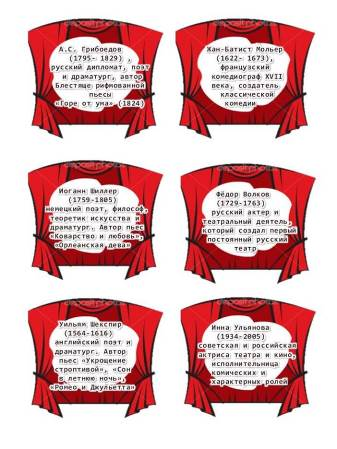 А.С. Грибоедов
(1795- 1829) ,
русский дипломат, поэт
и драматург, автор
Блестяще рифмованной
пьесы
«Горе от ума» (1824)
Жан-Батист Мольер
(1622- 1673),
французский
комедиограф XVII
века, создатель
классической
комедии
Иоганн Шиллер
(1759-1805)
немецкий поэт, философ,
теоретик искусства и
драматург. Автор пьес
«Коварство и любовь»,
«Орлеанская дева»
Фёдор Волков
(1729-1763)
русский актер и
театральный деятель,
который создал первый
постоянный русский
театр
Уильям Шекспир
(1564-1616)
английский поэт и
драматург. Автор
пьес «Укрощение
строптивой», «Сон
в летнюю ночь»,
«Ромео и Джульетта»
Инна Ульянова
(1934-2005)
советская и российская
актриса театра и кино,
исполнительница
комических и
характерных ролей